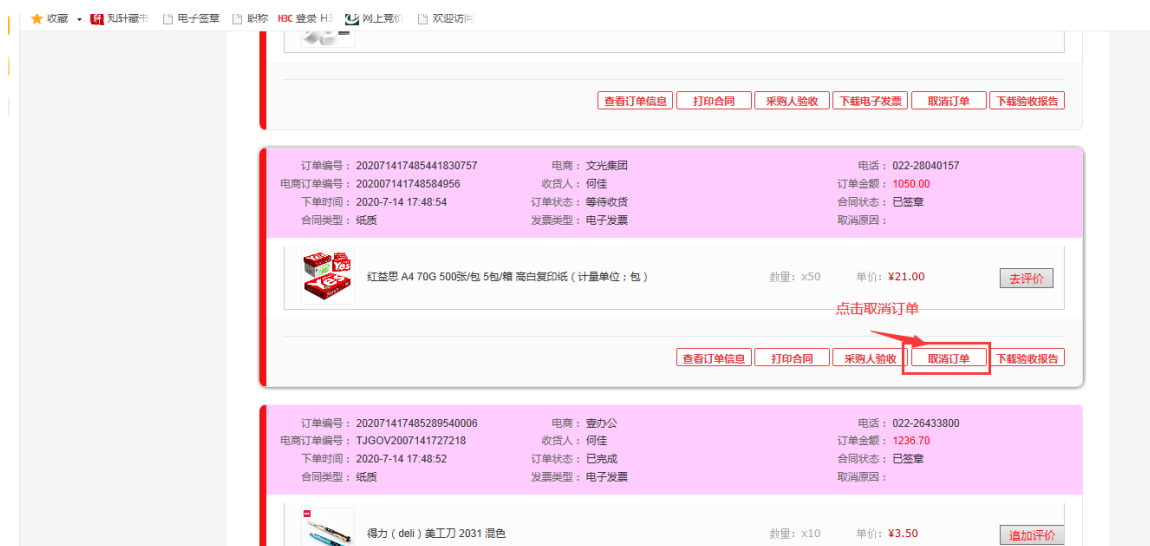 收藏 知网藏书 电子签章 职称 H3C 登录 H3 网上竞价 欢迎访问
查看订单信息 打印合同 采购人验收 下载电子发票 取消订单 下载验收报告
订单编号： 202071417485441830757 电商： 文光集团 电话： 022-28040157
电商订单编号： 202007141748584956 收货人： 何佳 订单金额： 1050.00
下单时间： 2020-7-14 17:48:54 订单状态： 等待收货 合同状态： 已签章
合同类型： 纸质 发票类型： 电子发票 取消原因：
红益思 A4 70G 500张/包 5包/箱 高白复印纸（计量单位；包） 数量： x50 单价: ¥21.00 去评价
点击取消订单
查看订单信息 打印合同 采购人验收 取消订单 下载验收报告
订单编号： 202071417485289540006 电商： 壹办公 电话： 022-26433800
电商订单编号： TJGOV2007141727218 收货人： 何佳 订单金额： 1236.70
下单时间： 2020-7-14 17:48:52 订单状态： 已完成 合同状态： 已签章
合同类型： 纸质 发票类型： 电子发票 取消原因：
得力（deli）美工刀 2031 混色 数量： x10 单价: ¥3.50 追加评价